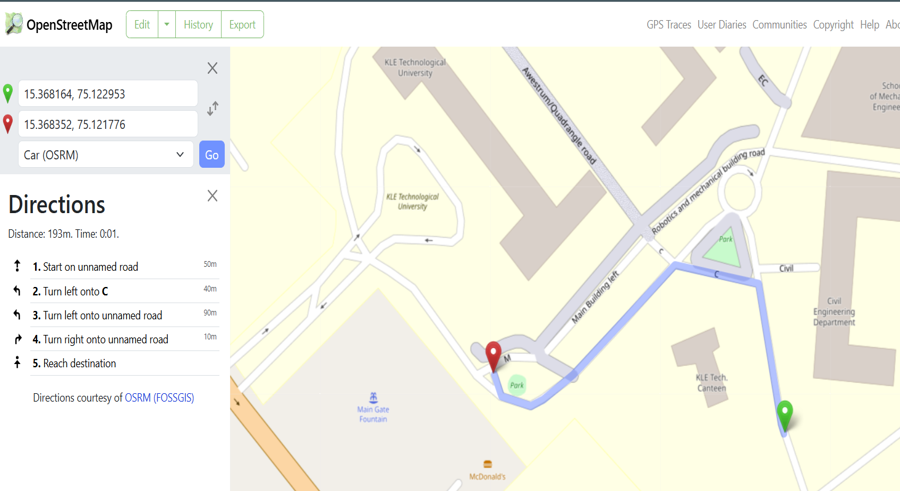 OpenStreetMap
Edit
History
Export
GPS Traces
User Diaries
Communities
Copyright
Help
15.368164, 75.122953
15.368352, 75.121776
Car (OSRM)
Go
Directions
Distance: 193m. Time: 0:01.
1. Start on unnamed road 50m
2. Turn left onto C 40m
3. Turn left onto unnamed road 90m
4. Turn right onto unnamed road 10m
5. Reach destination
Directions courtesy of OSRM (FOSSGIS)
KLE Technological
University
Awestrum/Quadrangle road
EC
of Mecha
Enginee
KLE Technological
University
Robotics and mechanical building road
Park
C
C
Civil
Main Building left
Civil
Engineering
Department
M
Park
KLE Tech.
Canteen
Main Gate
Fountain
McDonald's